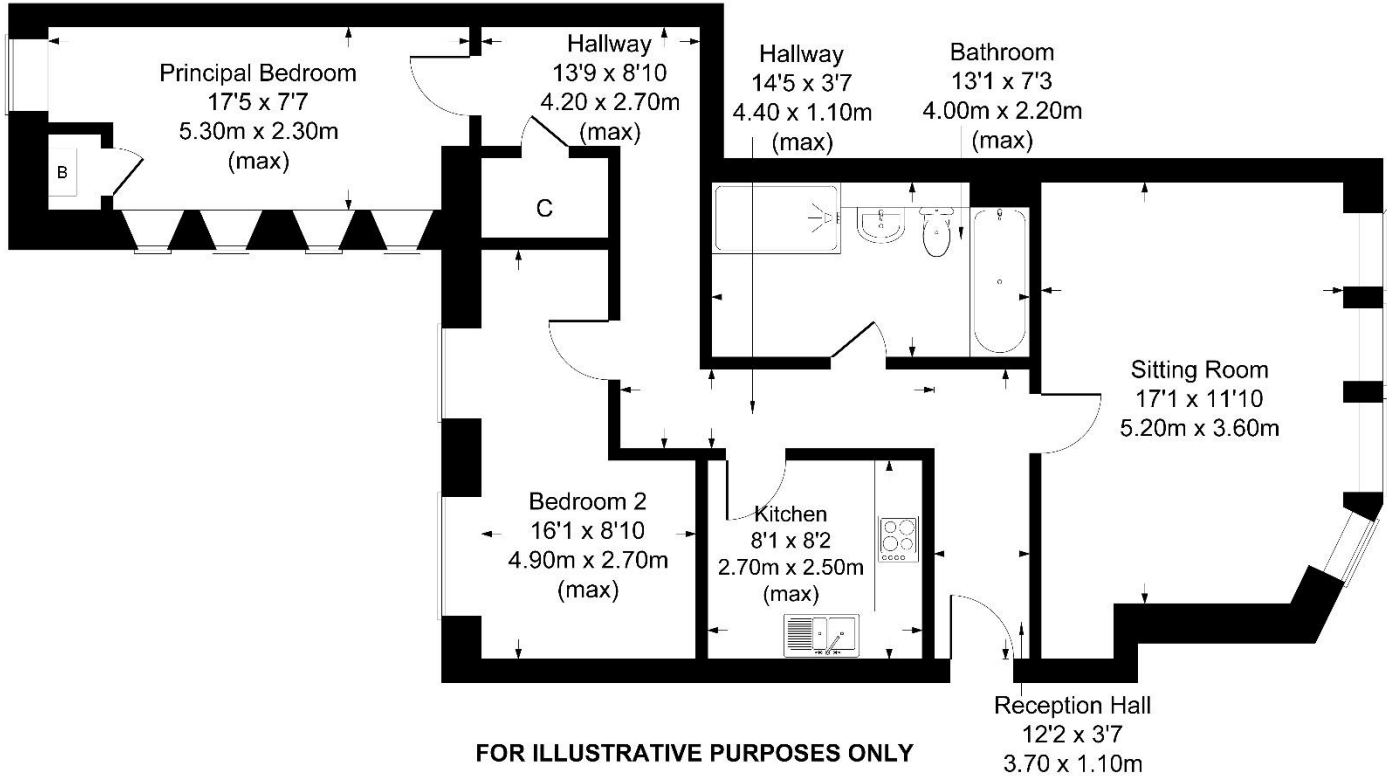 Principal Bedroom
17'5 x 7'7
5.30m x 2.30m
(max)
Hallway
13'9 x 8'10
4.20 x 2.70m
(max)
Hallway
14'5 x 3'7
4.40 x 1.10m
(max)
Bathroom
13'1 x 7'3
4.00m x 2.20m
(max)
B
C
Sitting Room
17'1 x 11'10
5.20m x 3.60m
Bedroom 2
16'1 x 8'10
4.90m x 2.70m
(max)
Kitchen
8'1 x 8'2
2.70m x 2.50m
(max)
Reception Hall
12'2 x 3'7
3.70 x 1.10m
FOR ILLUSTRATIVE PURPOSES ONLY